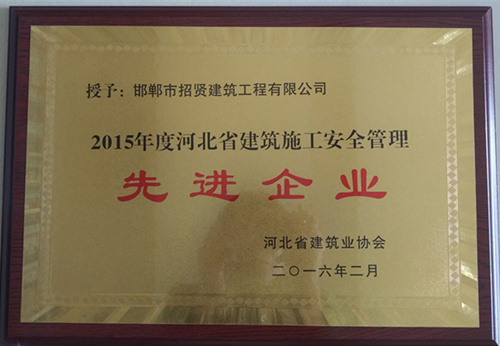 授予：邯郸市招贤建筑工程有限公司
2015年度河北省建筑施工安全管理
先进企业
河北省建筑业协会
二〇一六年二月